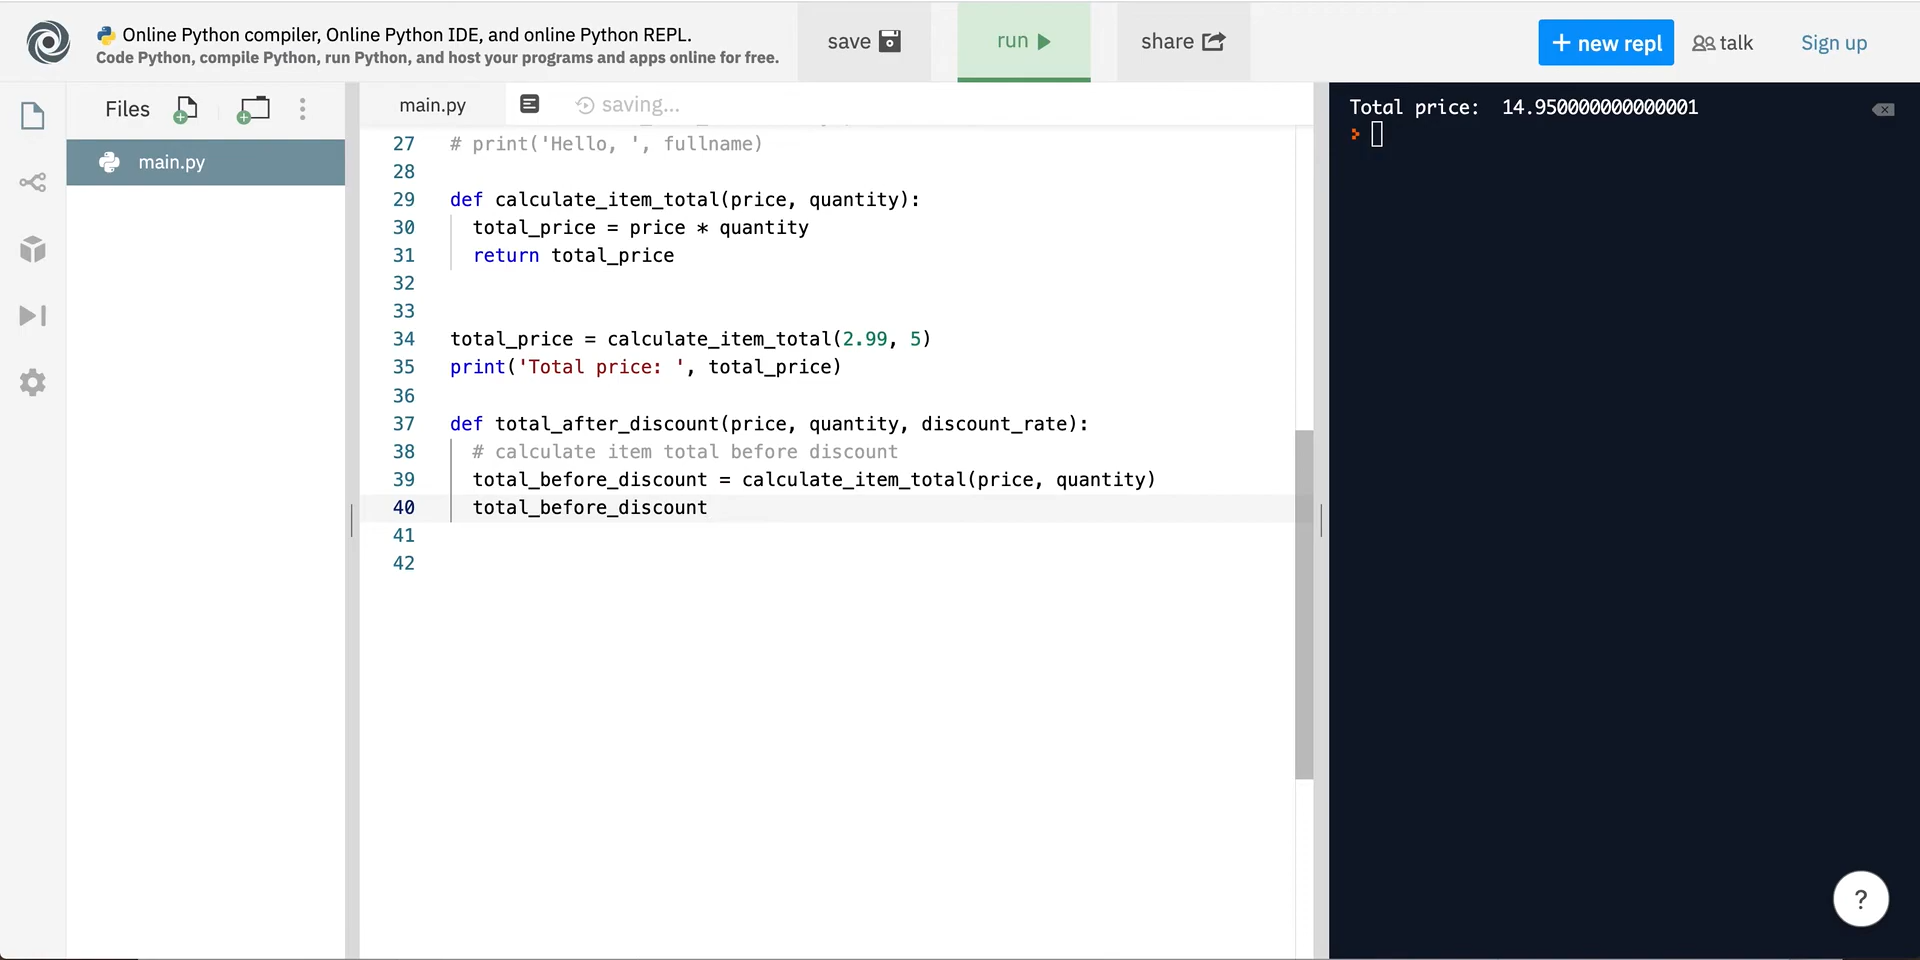 Online Python compiler, Online Python IDE, and online Python REPL.
Code Python, compile Python, run Python, and host your programs and apps online for free.
save
run
share
+ new repl
talk
Sign up
Files
main.py
main.py
saving...
27 # print('Hello, ', fullname)
28
29 def calculate_item_total(price, quantity):
30 total_price = price * quantity
31 return total_price
32
33
34 total_price = calculate_item_total(2.99, 5)
35 print('Total price: ', total_price)
36
37 def total_after_discount(price, quantity, discount_rate):
38 # calculate item total before discount
39 total_before_discount = calculate_item_total(price, quantity)
40 total_before_discount
41
42
Total price:  14.950000000000001
?